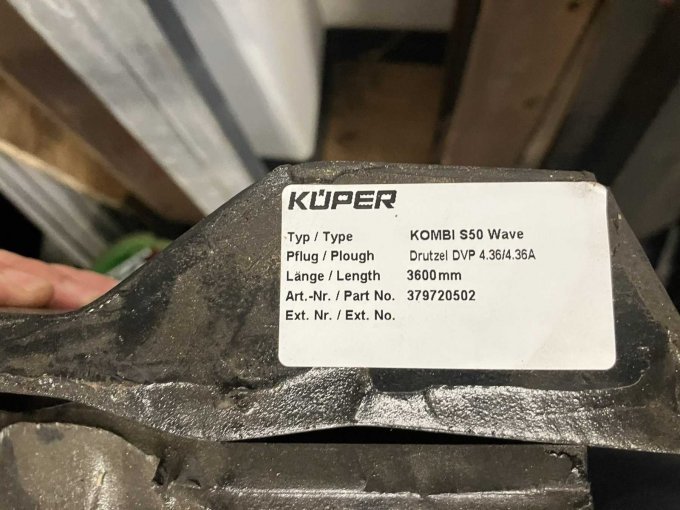 KÜPER
Typ / Type KOMBI S50 Wave
Pflug / Plough Drutzel DVP 4.36/4.36A
Länge / Length 3600mm
Art.-Nr. / Part No. 379720502
Ext. Nr. / Ext. No.